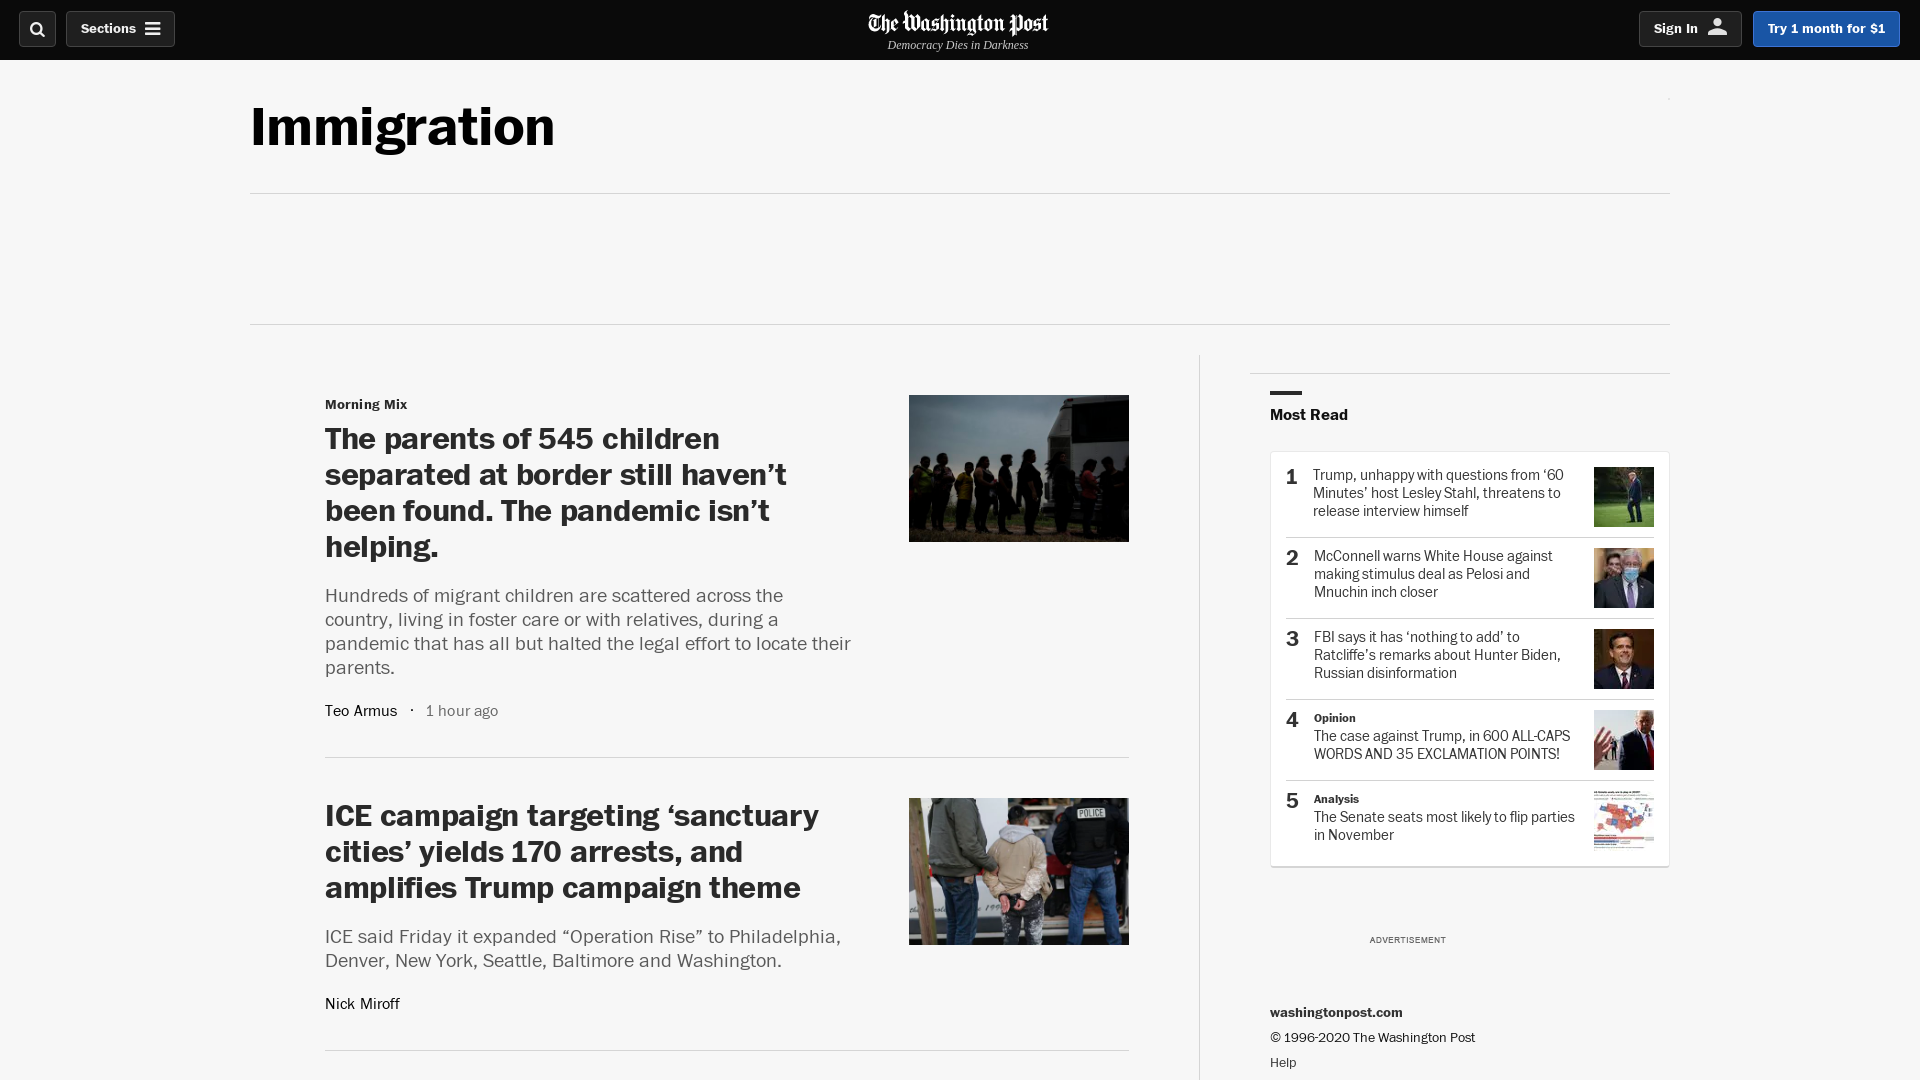 Sections
The Washington Post
Democracy Dies in Darkness
Sign In
Try 1 month for $1
Immigration
Morning Mix
The parents of 545 children
separated at border still haven’t
been found. The pandemic isn’t
helping.
Hundreds of migrant children are scattered across the
country, living in foster care or with relatives, during a
pandemic that has all but halted the legal effort to locate their
parents.
Teo Armus · 1 hour ago
ICE campaign targeting ‘sanctuary
cities’ yields 170 arrests, and
amplifies Trump campaign theme
POLICE
ICE said Friday it expanded “Operation Rise” to Philadelphia,
Denver, New York, Seattle, Baltimore and Washington.
Nick Miroff
Most Read
1 Trump, unhappy with questions from ‘60
Minutes’ host Lesley Stahl, threatens to
release interview himself
2 McConnell warns White House against
making stimulus deal as Pelosi and
Mnuchin inch closer
3 FBI says it has ‘nothing to add’ to
Ratcliffe’s remarks about Hunter Biden,
Russian disinformation
4 Opinion
The case against Trump, in 600 ALL-CAPS
WORDS AND 35 EXCLAMATION POINTS!
5 Analysis
The Senate seats most likely to flip parties
in November
ADVERTISEMENT
washingtonpost.com
© 1996-2020 The Washington Post
Help